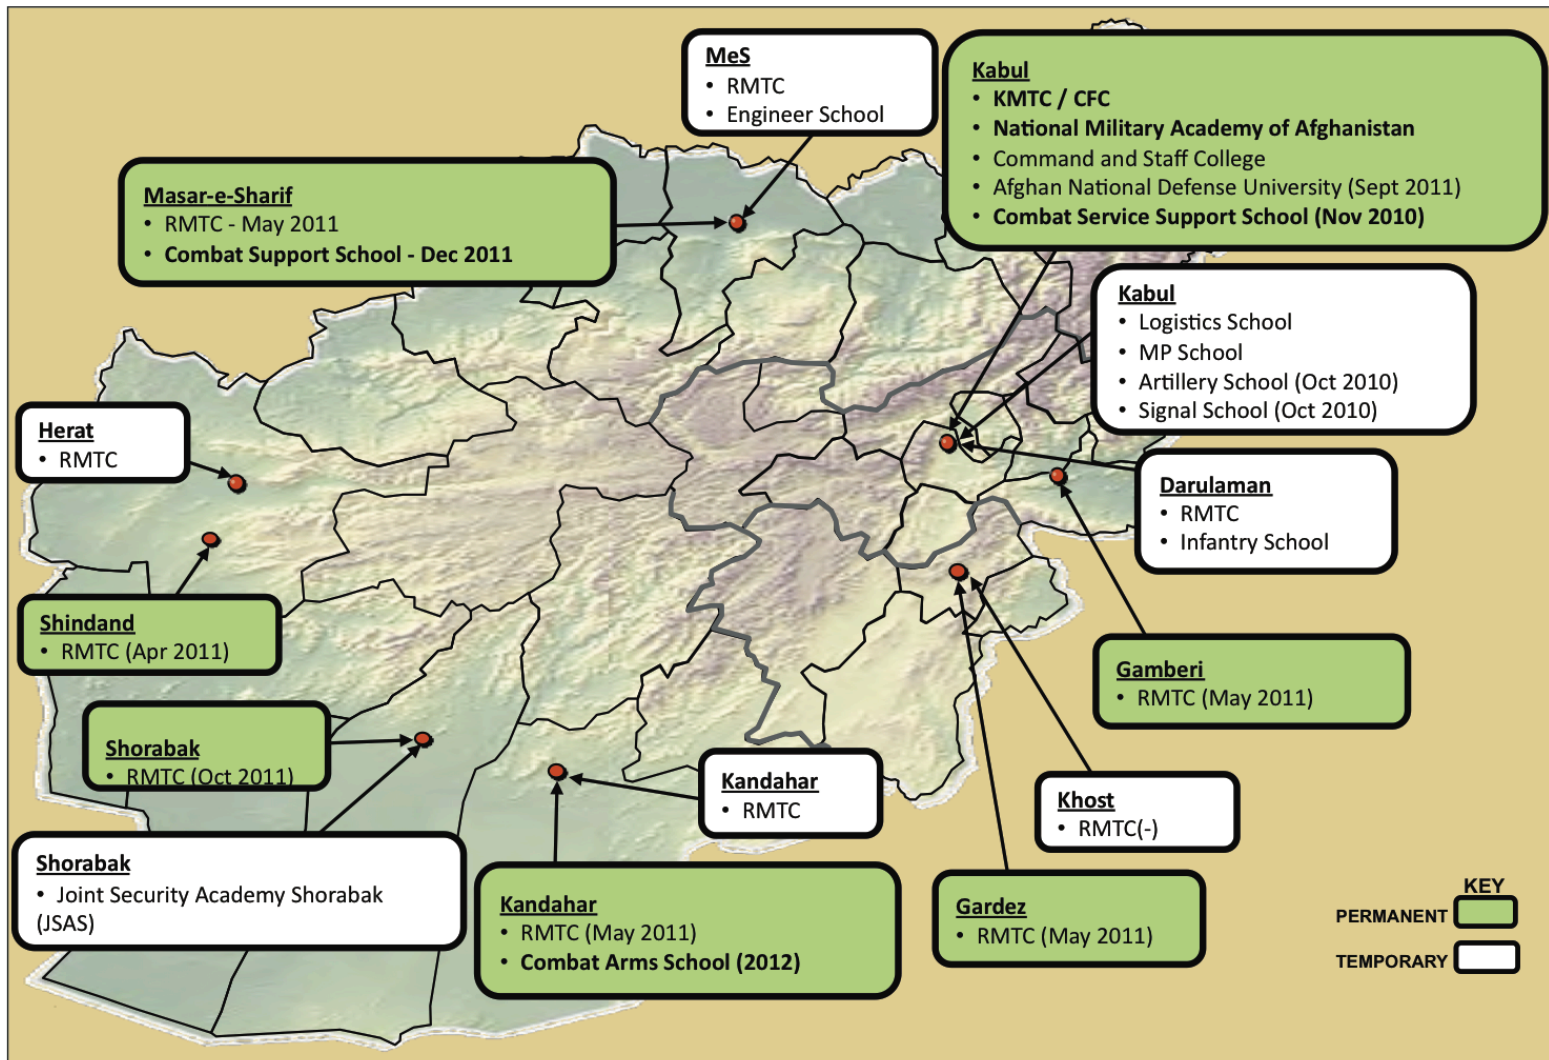 MeS
• RMTC
• Engineer School
Kabul
• KMTC / CFC
• National Military Academy of Afghanistan
• Command and Staff College
• Afghan National Defense University (Sept 2011)
• Combat Service Support School (Nov 2010)
Masar-e-Sharif
• RMTC - May 2011
• Combat Support School - Dec 2011
Kabul
• Logistics School
• MP School
• Artillery School (Oct 2010)
• Signal School (Oct 2010)
Herat
• RMTC
Darulaman
• RMTC
• Infantry School
Shindand
• RMTC (Apr 2011)
Gamberi
• RMTC (May 2011)
Shorabak
• RMTC (Oct 2011)
Kandahar
• RMTC
Khost
• RMTC(-)
Shorabak
• Joint Security Academy Shorabak
(JSAS)
Kandahar
• RMTC (May 2011)
• Combat Arms School (2012)
Gardez
• RMTC (May 2011)
KEY
PERMANENT
TEMPORARY